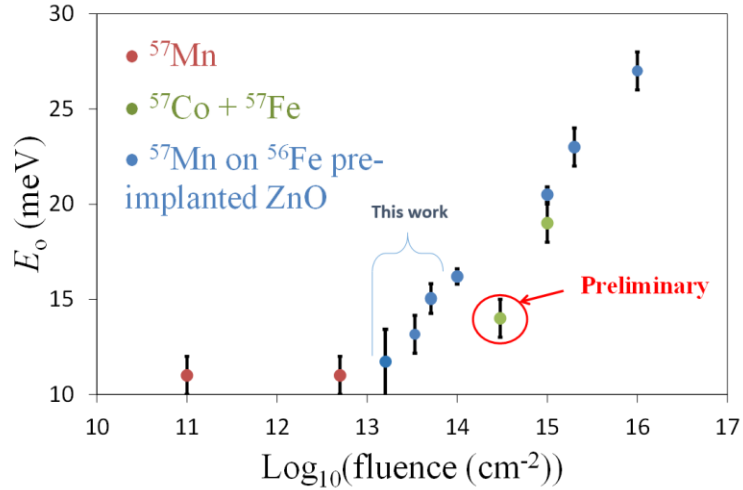 30
25
20
15
10
E₀ (meV)
• ⁵⁷Mn
• ⁵⁷Co + ⁵⁷Fe
• ⁵⁷Mn on ⁵⁶Fe pre-
implanted ZnO
This work
Preliminary
10 11 12 13 14 15 16 17
Log₁₀(fluence (cm⁻²))